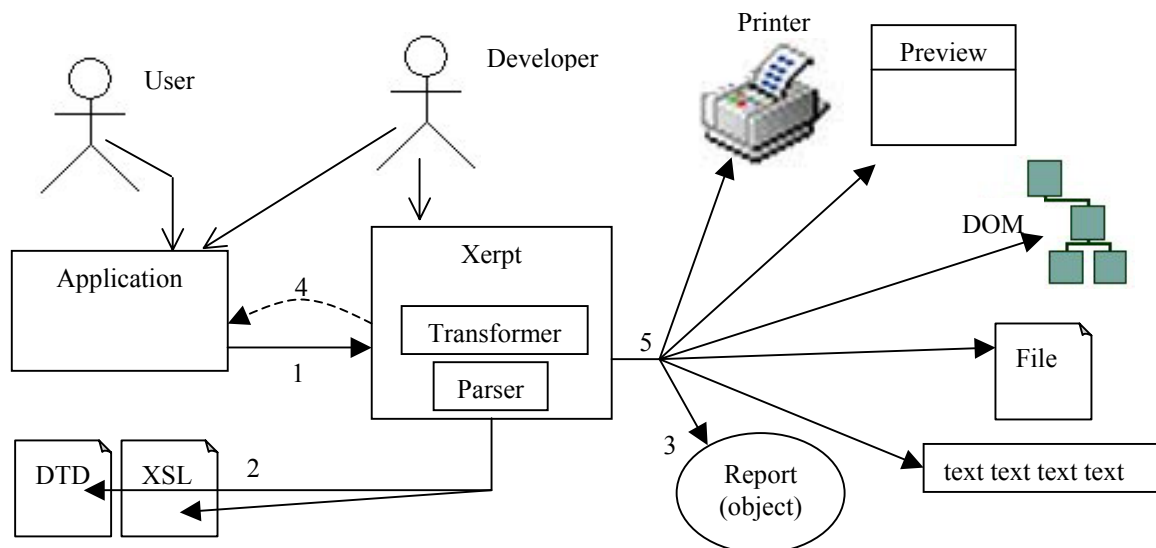 Printer
Preview
Developer
User
DOM
Xerpt
Application
4
Transformer
5
1
File
Parser
3
DTD
XSL
2
Report
(object)
text text text text